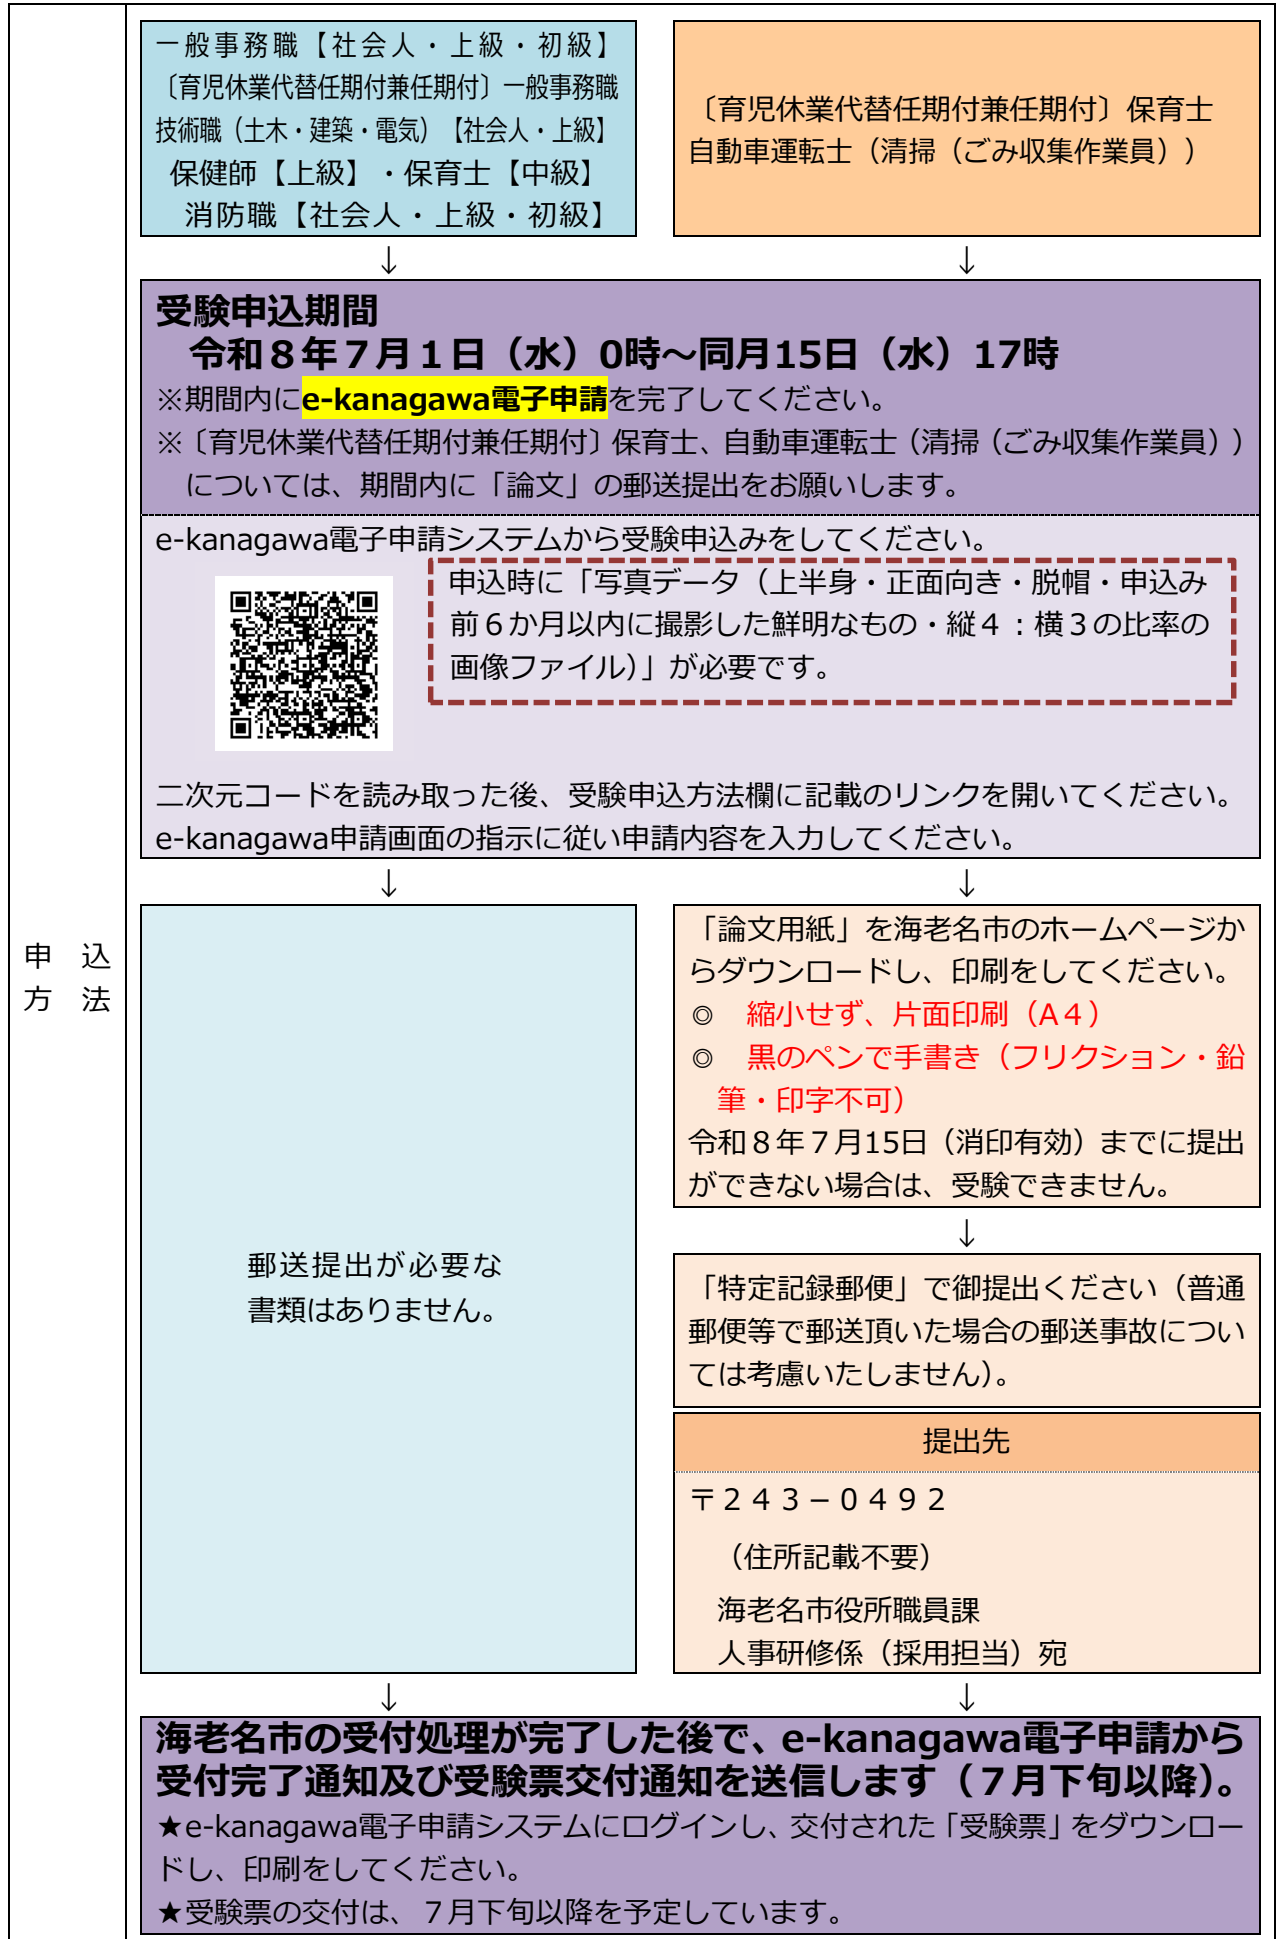 一般事務職【社会人・上級・初級】
〔育児休業代替任期付兼任期付〕一般事務職
技術職（土木・建築・電気）【社会人・上級】
保健師【上級】・保育士【中級】
消防職【社会人・上級・初級】
〔育児休業代替任期付兼任期付〕保育士
自動車運転士（清掃（ごみ収集作業員））
↓
↓
受験申込期間
令和８年７月１日（水）0時～同月15日（水）17時
※期間内にe-kanagawa電子申請を完了してください。
※〔育児休業代替任期付兼任期付〕保育士、自動車運転士（清掃（ごみ収集作業員））
については、期間内に「論文」の郵送提出をお願いします。
e-kanagawa電子申請システムから受験申込みをしてください。
申込時に「写真データ（上半身・正面向き・脱帽・申込み
前６か月以内に撮影した鮮明なもの・縦４：横３の比率の
画像ファイル）」が必要です。
二次元コードを読み取った後、受験申込方法欄に記載のリンクを開いてください。
e-kanagawa申請画面の指示に従い申請内容を入力してください。
↓
↓
申　込
方　法
郵送提出が必要な
書類はありません。
「論文用紙」を海老名市のホームページか
らダウンロードし、印刷をしてください。
◎　縮小せず、片面印刷（A４）
◎　黒のペンで手書き（フリクション・鉛
筆・印字不可）
令和８年７月15日（消印有効）までに提出
ができない場合は、受験できません。
↓
「特定記録郵便」で御提出ください（普通
郵便等で郵送頂いた場合の郵送事故につい
ては考慮いたしません）。
提出先
〒２４３－０４９２
（住所記載不要）
海老名市役所職員課
人事研修係（採用担当）宛
↓
↓
海老名市の受付処理が完了した後で、e-kanagawa電子申請から
受付完了通知及び受験票交付通知を送信します（７月下旬以降）。
★e-kanagawa電子申請システムにログインし、交付された「受験票」をダウンロー
ドし、印刷をしてください。
★受験票の交付は、７月下旬以降を予定しています。